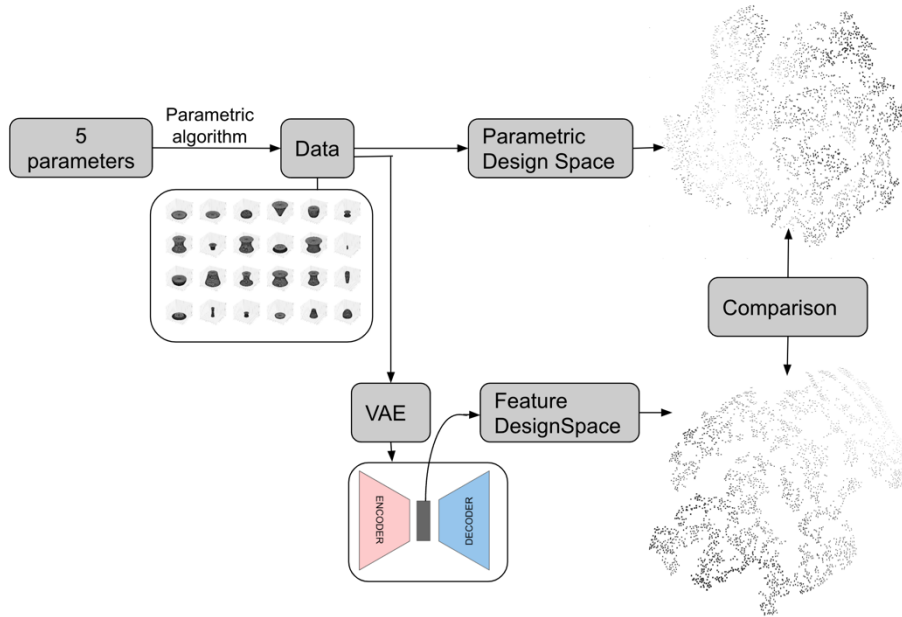 5
parameters
Parametric
algorithm
Data
Parametric
Design Space
Comparison
VAE
Feature
DesignSpace
ENCODER
DECODER